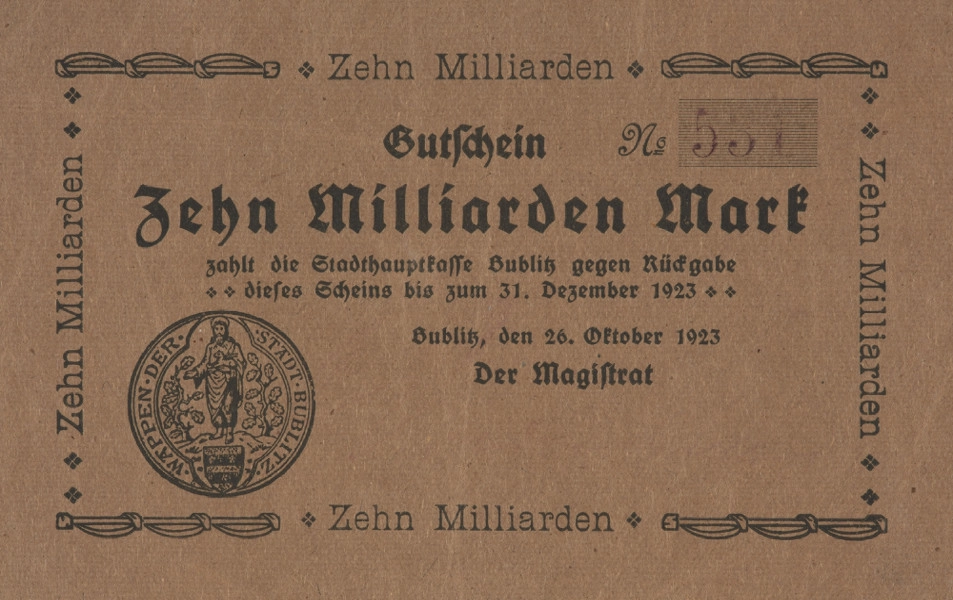 Zehn Milliarden
Zehn Milliarden
Zehn Milliarden
Gutschein
No
Zehn Milliarden Mark
zahlt die Stadthauptkasse Bublitz gegen Rückgabe
dieses Scheins bis zum 31. Dezember 1923
Bublitz, den 26. Oktober 1923
Der Magistrat
WAPPEN · DER · STADT · BUBLITZ ·
Zehn Milliarden